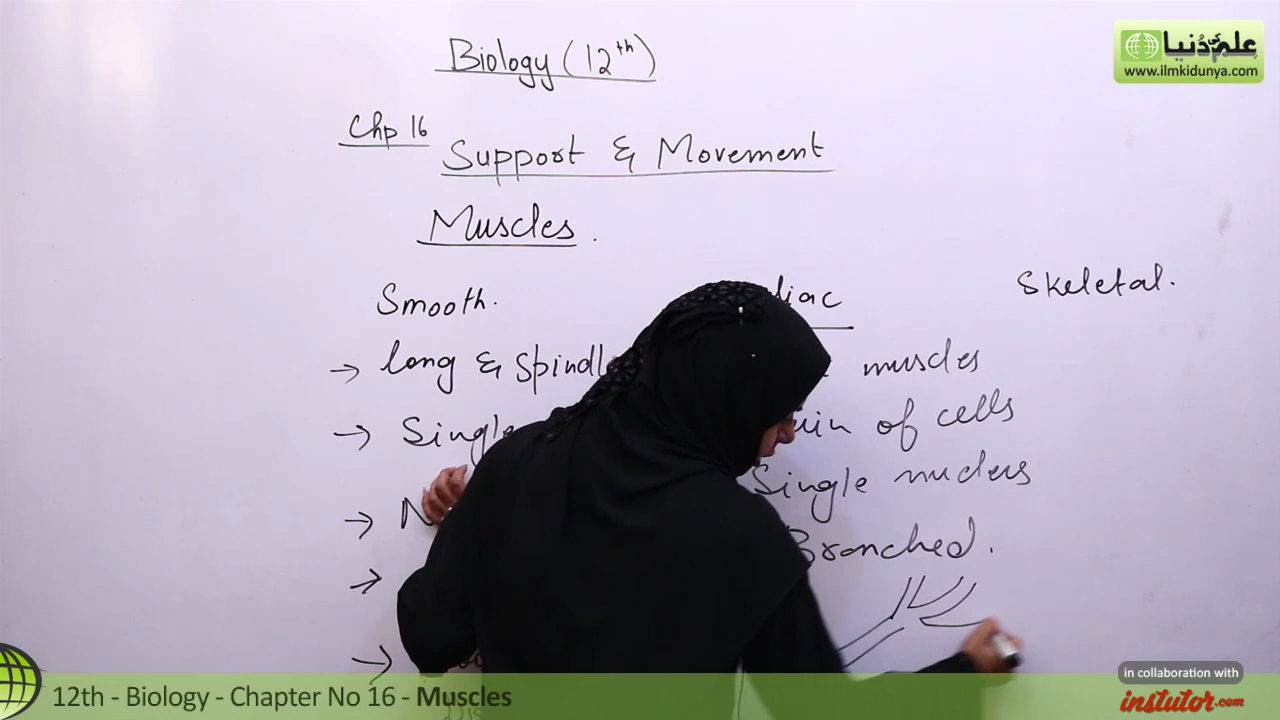 Biology (12th)
علم کی دنیا
www.ilmkidunya.com
Chp 16
Support & Movement
Muscles.
Smooth.
Skeletal.
→ long & Spindle muscles
→ Single of cells
Single nucleus
→
Branched.
→
→
in collaboration with
12th - Biology - Chapter No 16 - Muscles
instutor.com